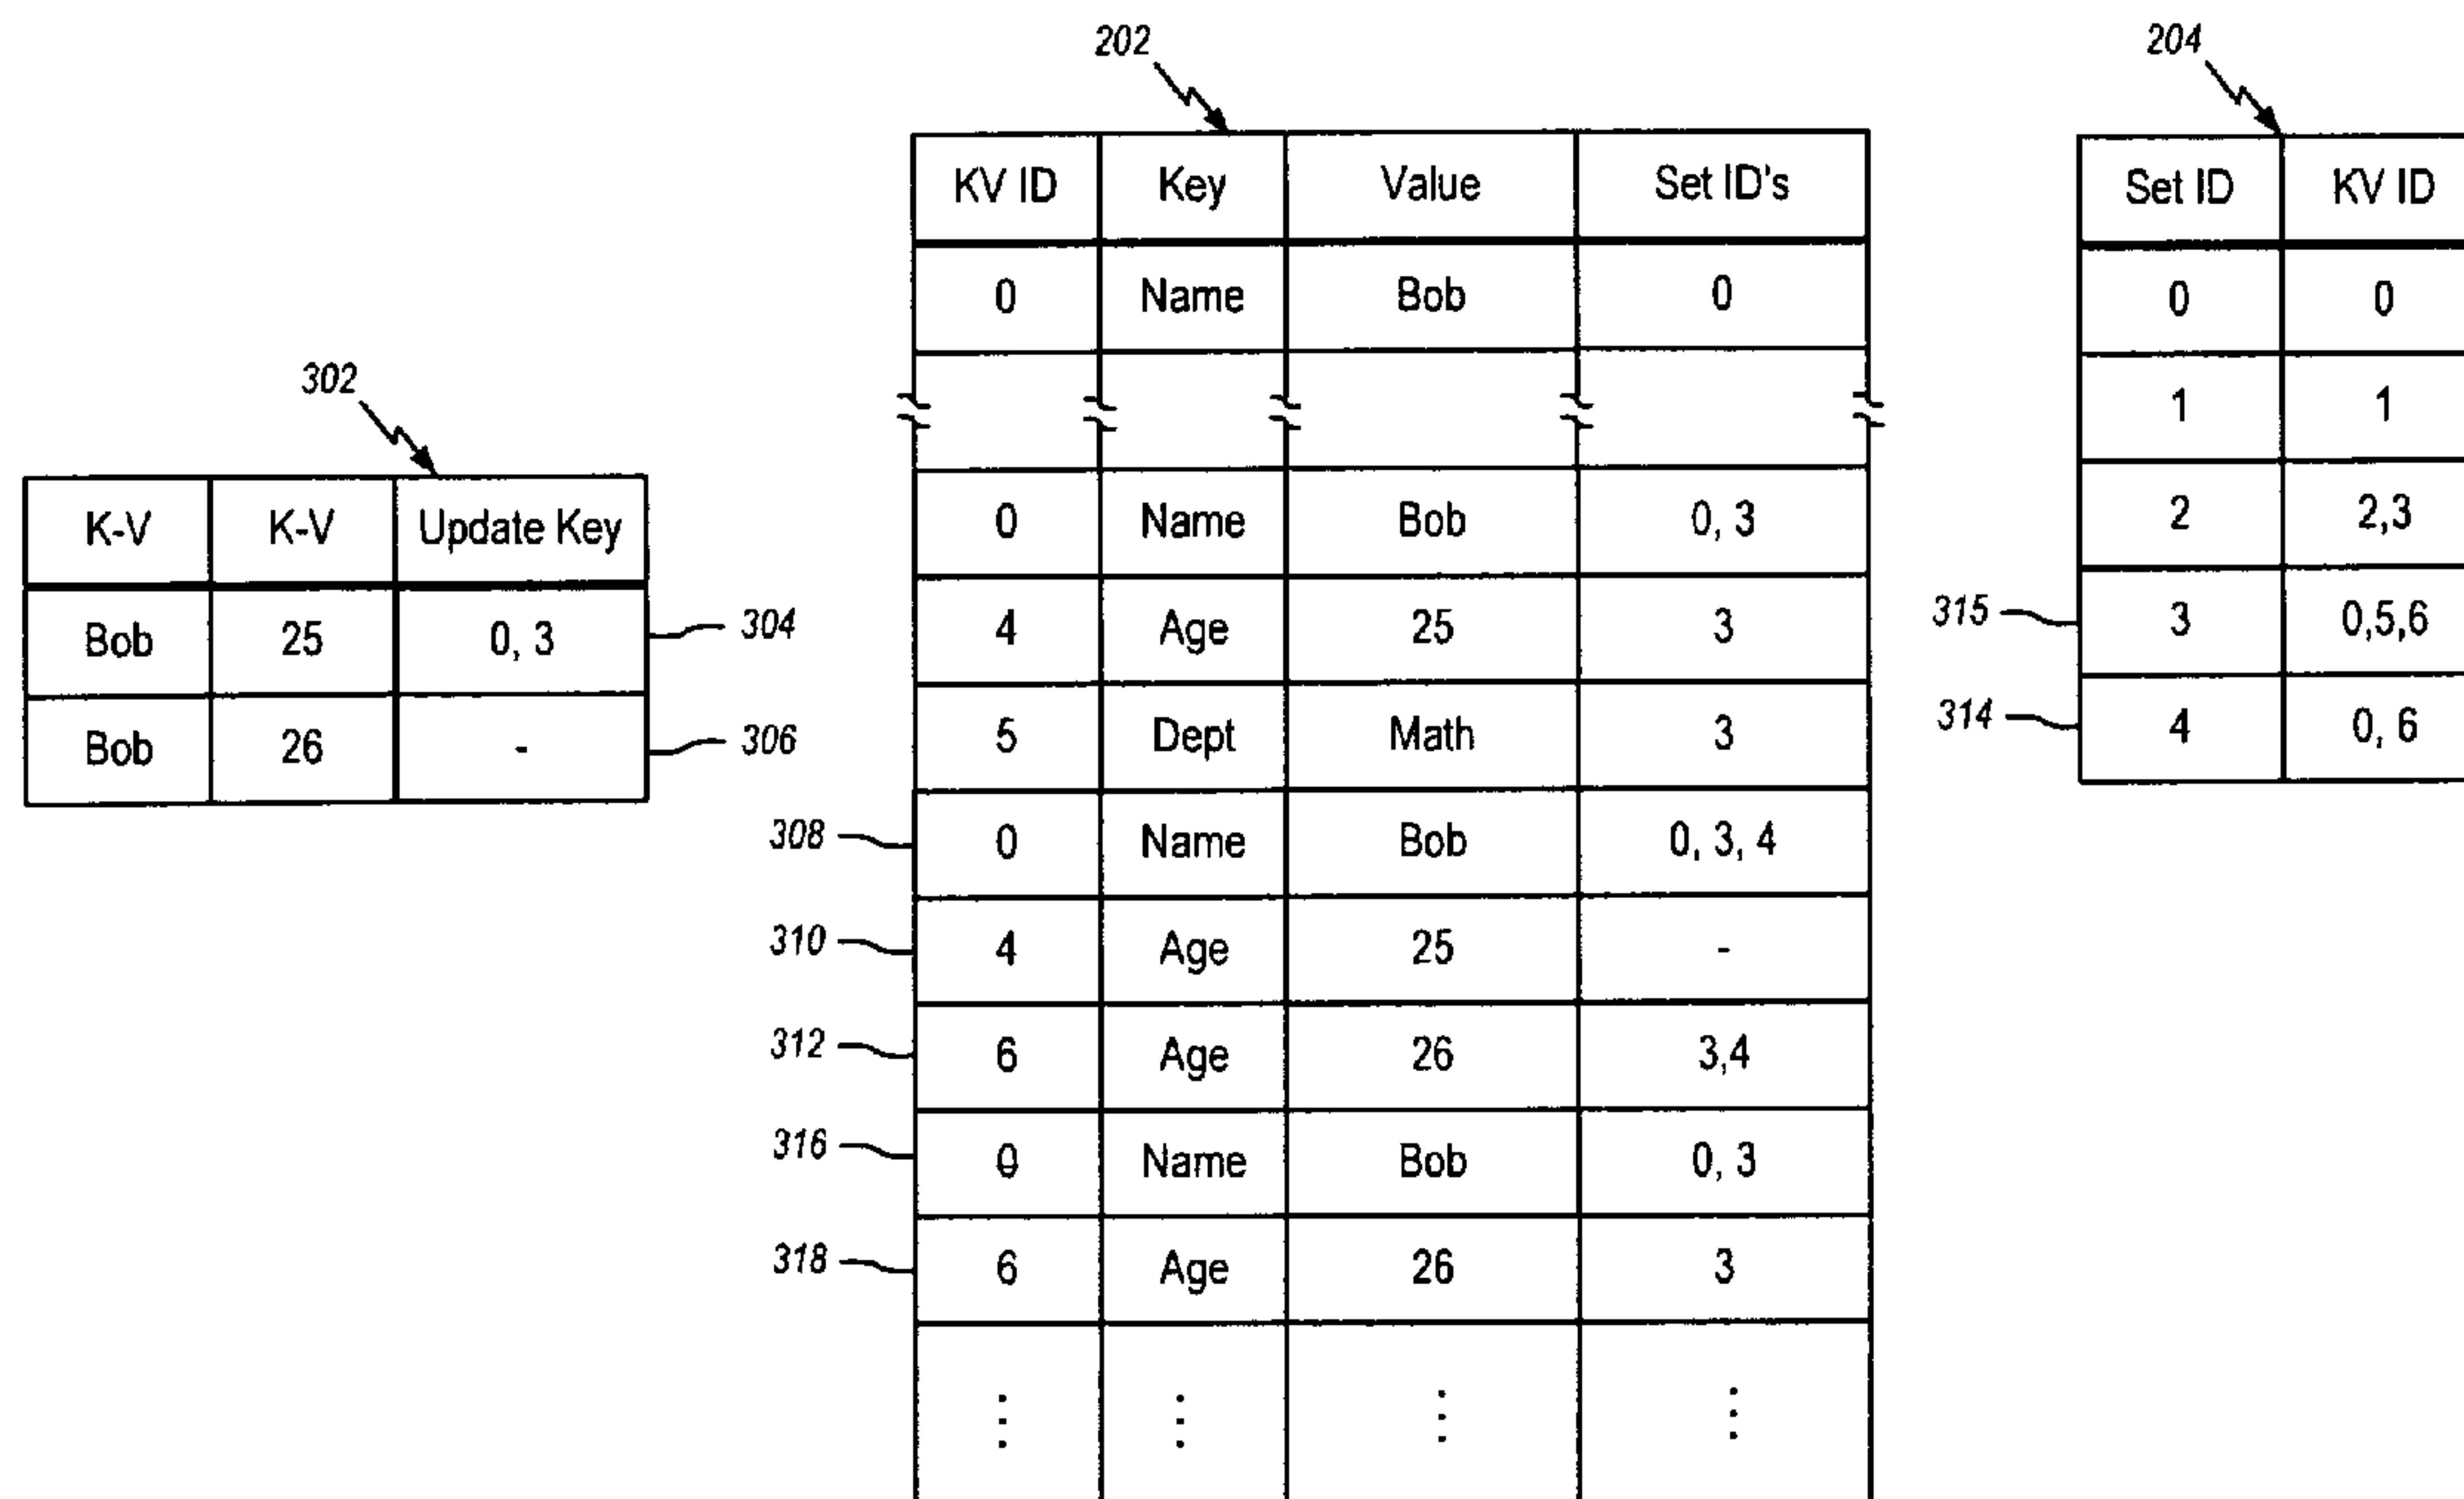 202
204
302
K-V K-V Update Key
Bob 25 0, 3
304
Bob 26 -
306
KV ID Key Value Set ID's
0 Name Bob 0
0 Name Bob 0, 3
4 Age 25 3
5 Dept Math 3
308 0 Name Bob 0, 3, 4
310 4 Age 25 -
312 6 Age 26 3,4
316 0 Name Bob 0, 3
318 6 Age 26 3
Set ID KV ID
0 0
1 1
2 2,3
315 3 0,5,6
314 4 0, 6